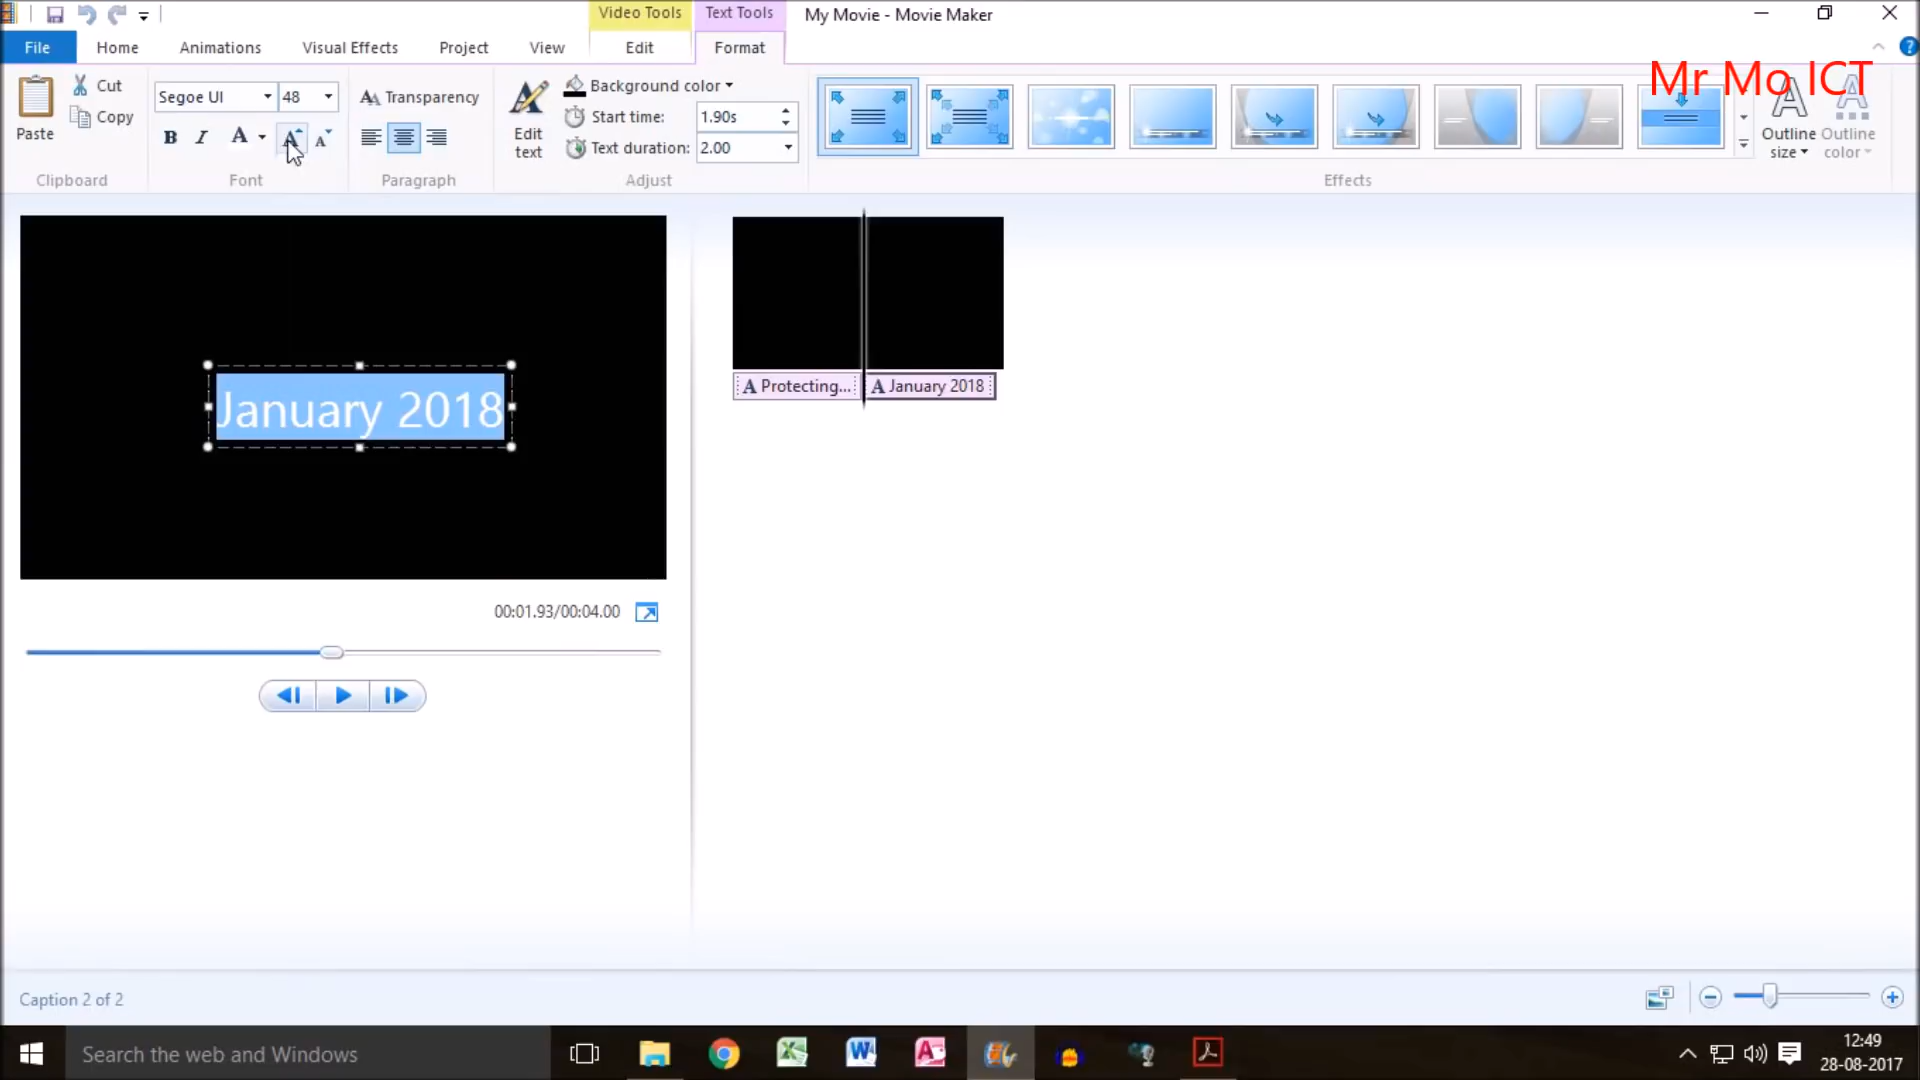 Video Tools
Text Tools
My Movie - Movie Maker
File
Home
Animations
Visual Effects
Project
View
Edit
Format
Mr Mo ICT
Paste
Cut
Copy
Clipboard
Segoe UI
48
B
I
A
A
A
Font
Transparency
Paragraph
Edit text
Background color
Start time:
1.90s
Text duration:
2.00
Adjust
Effects
Outline size
Outline color
January 2018
A Protecting...
A January 2018
00:01.93/00:04.00
Caption 2 of 2
Search the web and Windows
12:49
28-08-2017